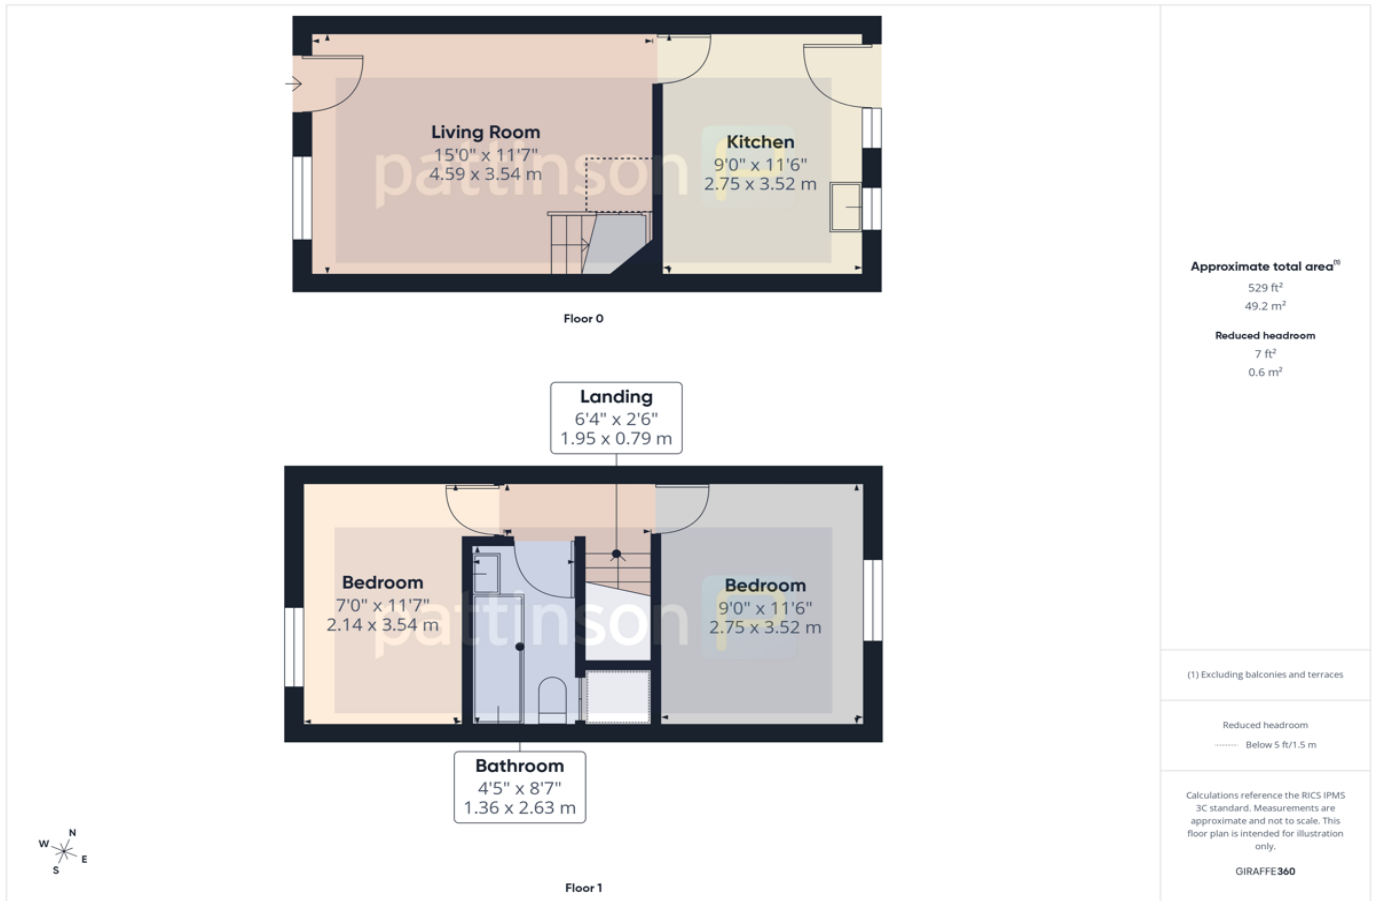 Living Room
15'0" x 11'7"
4.59 x 3.54 m
Kitchen
9'0" x 11'6"
2.75 x 3.52 m
pattinson
Floor 0
Landing
6'4" x 2'6"
1.95 x 0.79 m
Bedroom
7'0" x 11'7"
2.14 x 3.54 m
Bedroom
9'0" x 11'6"
2.75 x 3.52 m
pattinson
Bathroom
4'5" x 8'7"
1.36 x 2.63 m
N
W
E
S
Floor 1
Approximate total area(1)
529 ft²
49.2 m²
Reduced headroom
7 ft²
0.6 m²
(1) Excluding balconies and terraces
Reduced headroom
Below 5 ft/1.5 m
Calculations reference the RICS IPMS
3C standard. Measurements are
approximate and not to scale. This
floor plan is intended for illustration
only.
GIRAFFE360